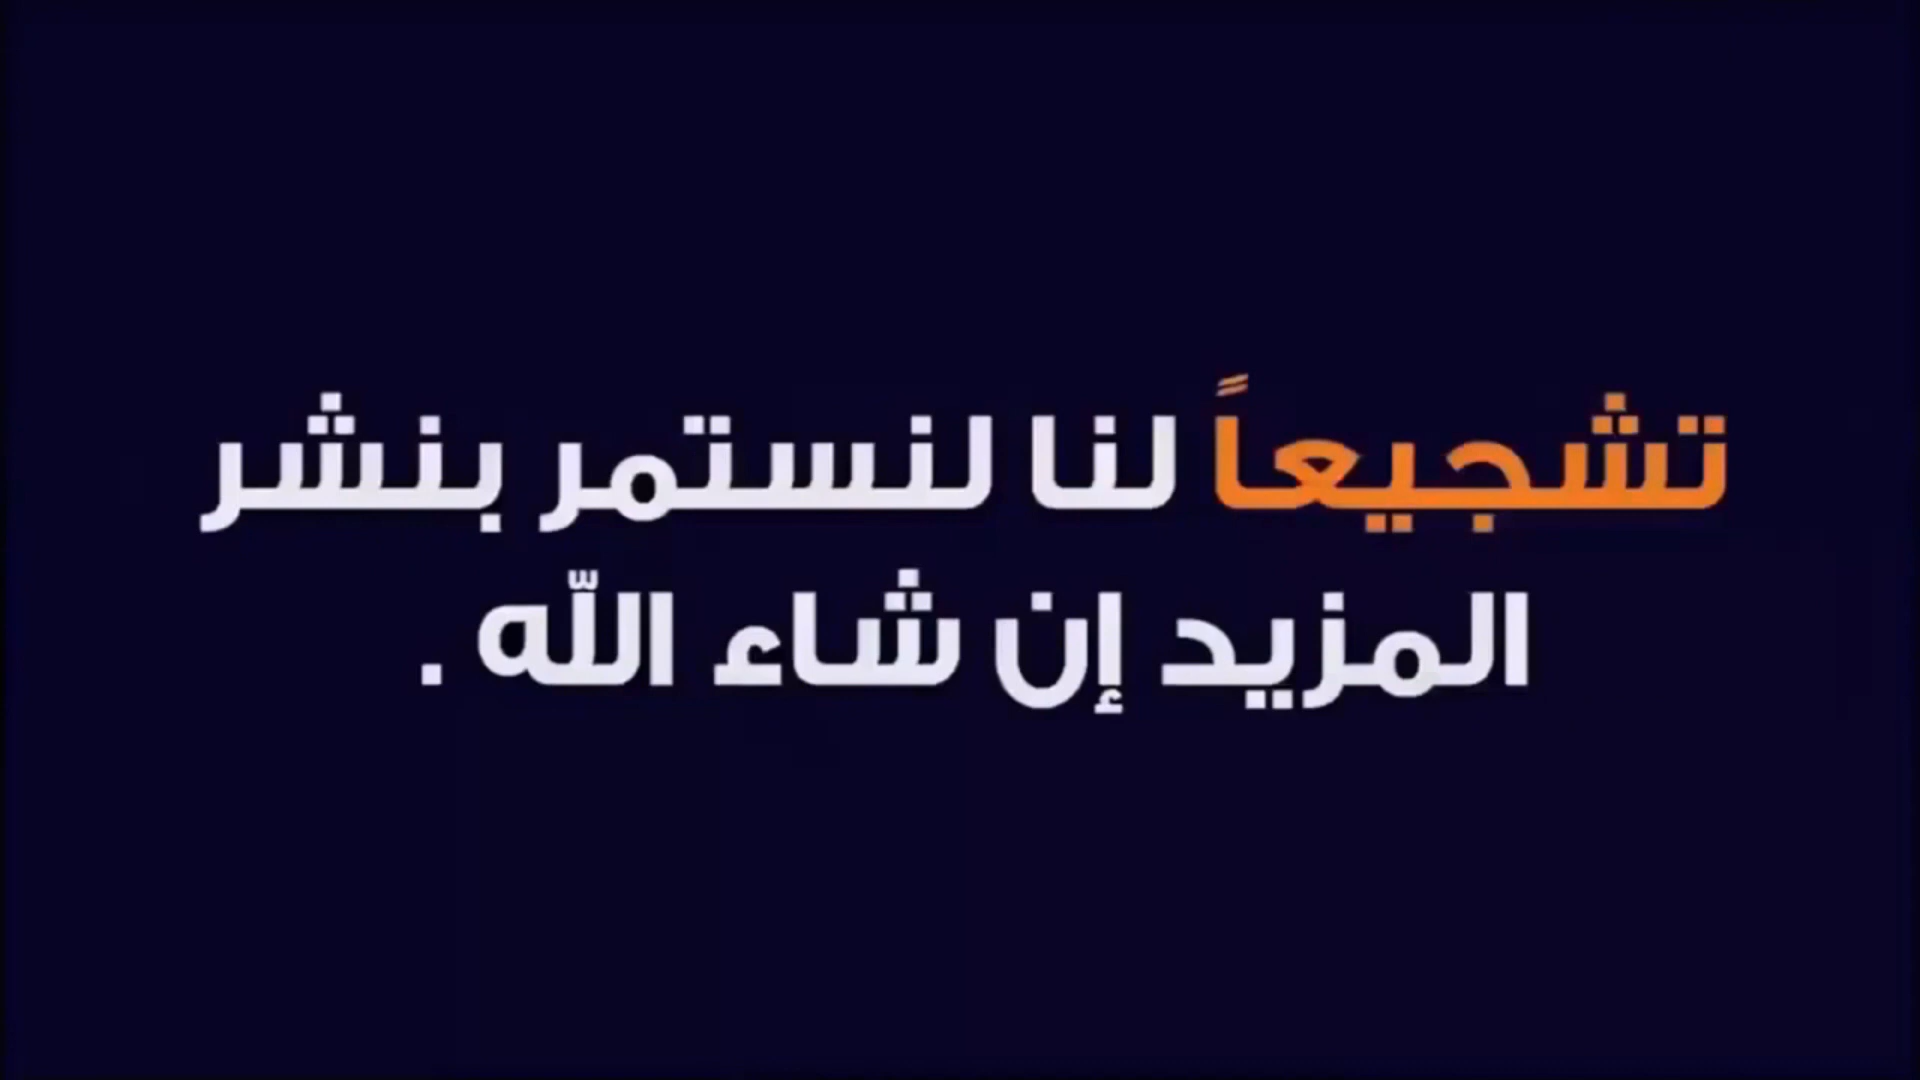 تشجيعاً لنا لنستمر بنشر
المزيد إن شاء اللّه .